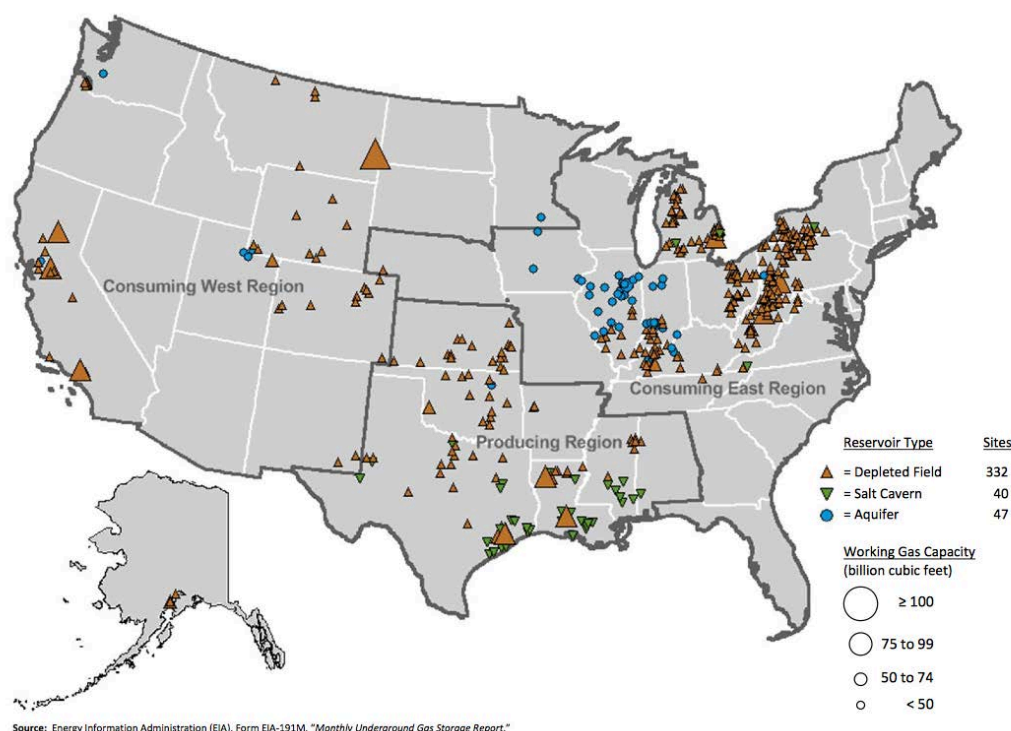 Consuming West Region
Consuming East Region
Producing Region
Reservoir Type Sites
= Depleted Field 332
= Salt Cavern 40
= Aquifer 47
Working Gas Capacity
(billion cubic feet)
≥ 100
75 to 99
50 to 74
< 50
Source: Energy Information Administration (EIA), Form EIA-191M, "Monthly Underground Gas Storage Report."